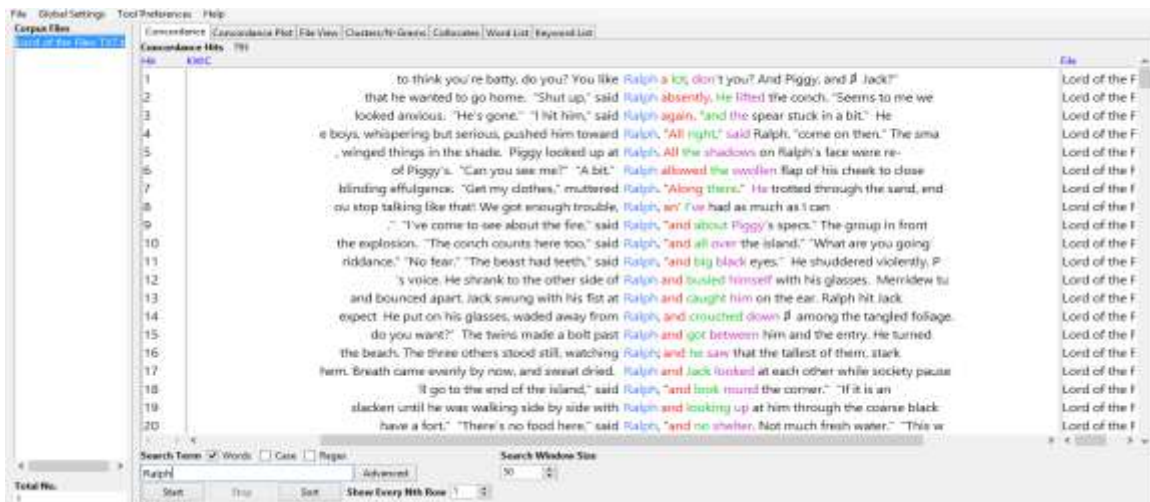 File Global Settings Tool Preferences Help
Corpus Files
Lord of the Flies TXT.t
Concordance Concordance Plot File View Clusters/N-Grams Collocates Word List Keyword List
Concordance Hits
Hit KWIC File
1 to think you're batty, do you? You like Ralph a lot, don't you? And Piggy, and Jack?" Lord of the F
2 that he wanted to go home. "Shut up," said Ralph absently. He lifted the conch. "Seems to me we Lord of the F
3 looked anxious. "He's gone." "I hit him," said Ralph again, "and the spear stuck in a bit." He Lord of the F
4 e boys, whispering but serious, pushed him toward Ralph. "All right," said Ralph, "come on then." The sma Lord of the F
5 , winged things in the shade. Piggy looked up at Ralph. All the shadows on Ralph's face were re- Lord of the F
6 of Piggy's. "Can you see me?" "A bit." Ralph allowed the swollen flap of his cheek to close Lord of the F
7 blinding effulgence. "Get my clothes," muttered Ralph. "Along there." He trotted through the sand, end Lord of the F
8 ou stop talking like that! We got enough trouble, Ralph, an' I've had as much as I can Lord of the F
9 ." "I've come to see about the fire," said Ralph, "and about Piggy's specs." The group in front Lord of the F
10 the explosion. "The conch counts here too," said Ralph, "and all over the island." "What are you going Lord of the F
11 riddance." "No fear." "The beast had teeth," said Ralph, "and big black eyes." He shuddered violently. P Lord of the F
12 's voice. He shrank to the other side of Ralph and busied himself with his glasses. Merridew tu Lord of the F
13 and bounced apart. Jack swung with his fist at Ralph and caught him on the ear. Ralph hit Jack Lord of the F
14 expect He put on his glasses, waded away from Ralph, and crouched down among the tangled foliage. Lord of the F
15 do you want?" The twins made a bolt past Ralph and got between him and the entry. He turned Lord of the F
16 the beach. The three others stood still, watching Ralph; and he saw that the tallest of them, stark Lord of the F
17 hem. Breath came evenly by now, and sweat dried. Ralph and Jack looked at each other while society pause Lord of the F
18 'll go to the end of the island," said Ralph, "and look round the corner." "If it is an Lord of the F
19 slacken until he was walking side by side with Ralph and looking up at him through the coarse black Lord of the F
20 have a fort." "There's no food here," said Ralph, "and no shelter. Not much fresh water." "This w Lord of the F
Search Term Words Case Regex Search Window Size
Ralph Advanced 50
Total No.
Start Stop Sort Show Every Nth Row 1